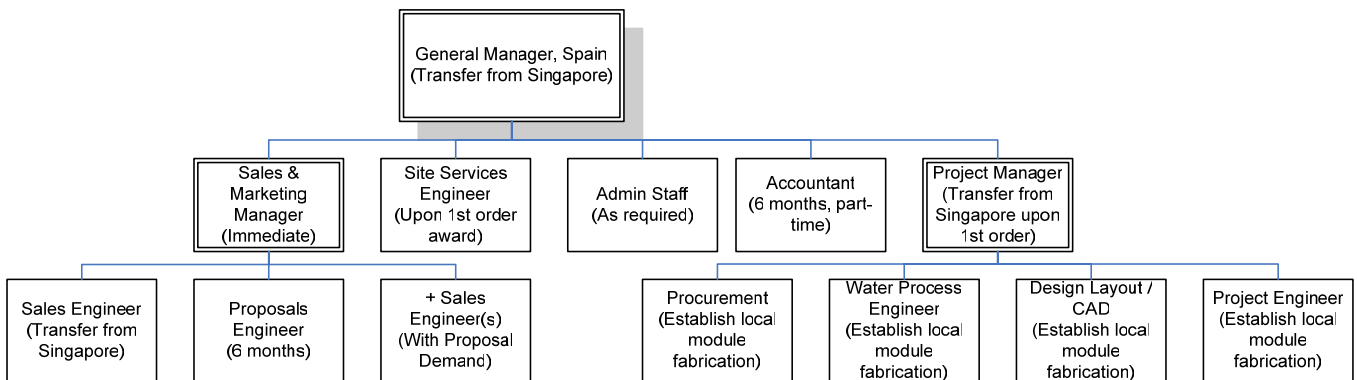 General Manager, Spain
(Transfer from Singapore)
Sales &
Marketing
Manager
(Immediate)
Site Services
Engineer
(Upon 1st order
award)
Admin Staff
(As required)
Accountant
(6 months, part-
time)
Project Manager
(Transfer from
Singapore upon
1st order)
Sales Engineer
(Transfer from
Singapore)
Proposals
Engineer
(6 months)
+ Sales
Engineer(s)
(With Proposal
Demand)
Procurement
(Establish local
module
fabrication)
Water Process
Engineer
(Establish local
module
fabrication)
Design Layout /
CAD
(Establish local
module
fabrication)
Project Engineer
(Establish local
module
fabrication)